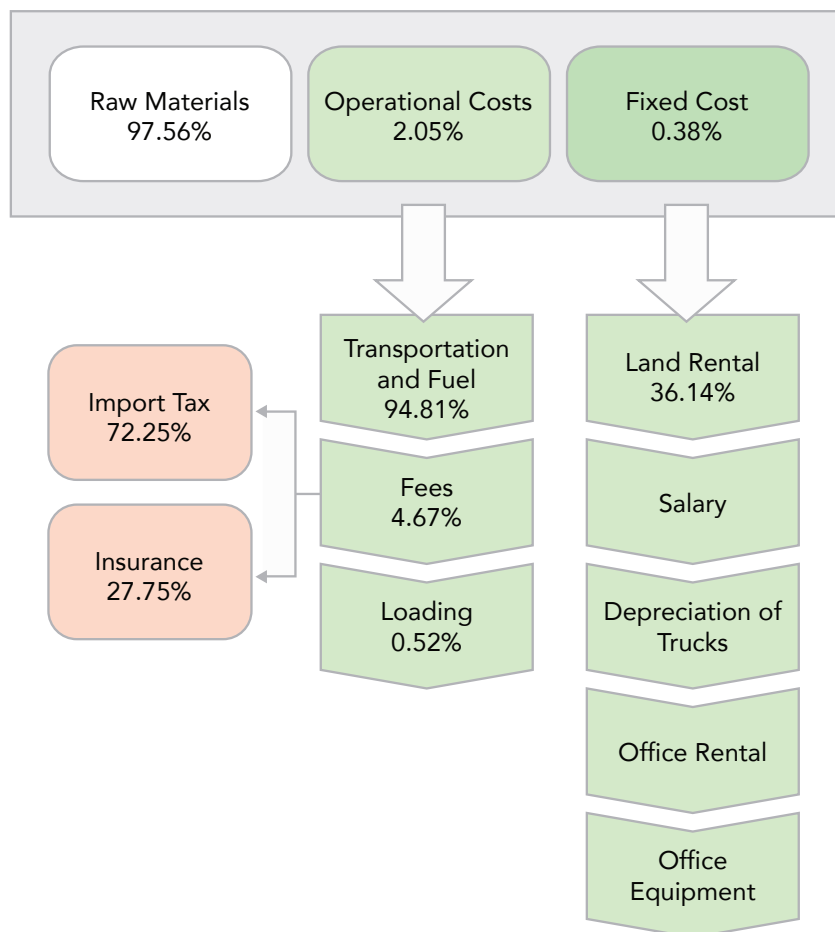 Raw Materials
97.56%
Operational Costs
2.05%
Fixed Cost
0.38%
Import Tax
72.25%
Insurance
27.75%
Transportation
and Fuel
94.81%
Fees
4.67%
Loading
0.52%
Land Rental
36.14%
Salary
Depreciation of
Trucks
Office Rental
Office
Equipment